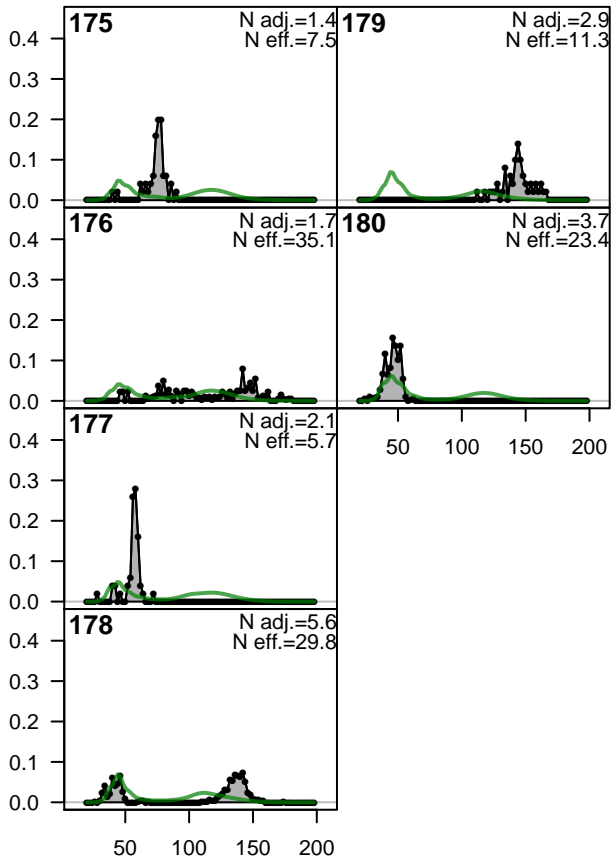 175
N adj.=1.4
N eff.=7.5
179
N adj.=2.9
N eff.=11.3
0.4
0.3
0.2
0.1
0.0
176
N adj.=1.7
N eff.=35.1
180
N adj.=3.7
N eff.=23.4
0.4
0.3
0.2
0.1
0.0
50 100 150 200
177
N adj.=2.1
N eff.=5.7
0.4
0.3
0.2
0.1
0.0
178
N adj.=5.6
N eff.=29.8
0.4
0.3
0.2
0.1
0.0
50 100 150 200